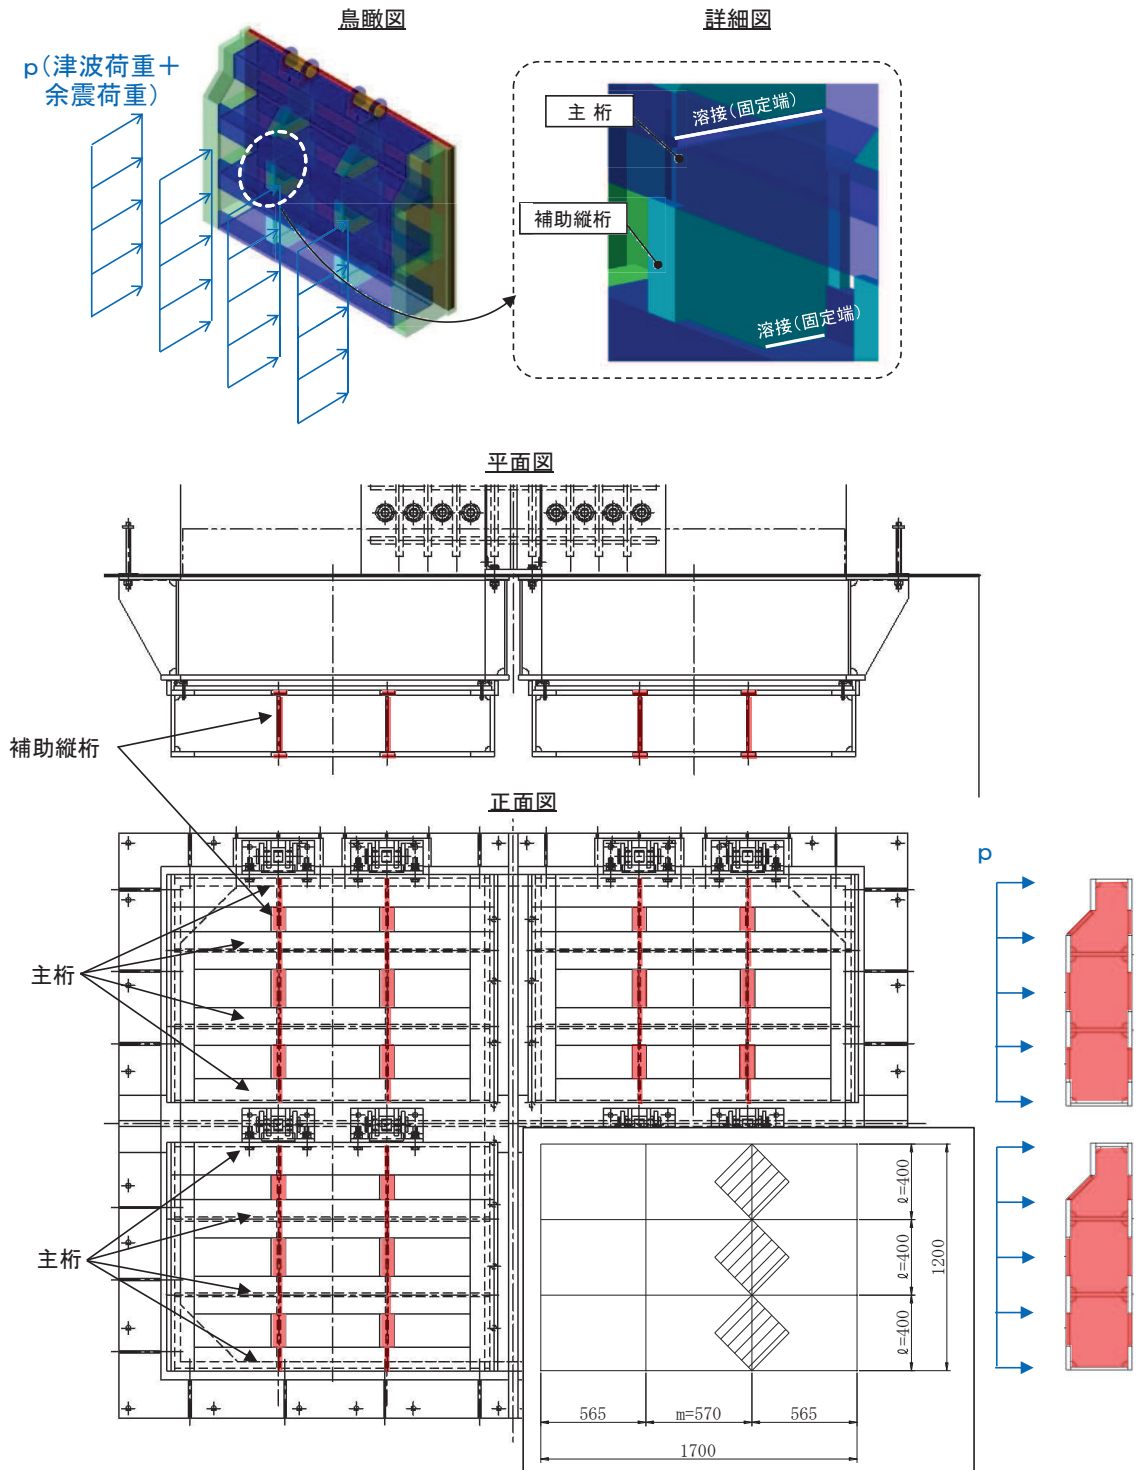 鳥瞰図
詳細図
p(津波荷重＋
余震荷重)
主 桁
溶接(固定端)
補助縦桁
溶接(固定端)
平面図
補助縦桁
正面図
p
主桁
主桁
ℓ=400
ℓ=400
ℓ=400
1200
565
m=570
565
1700